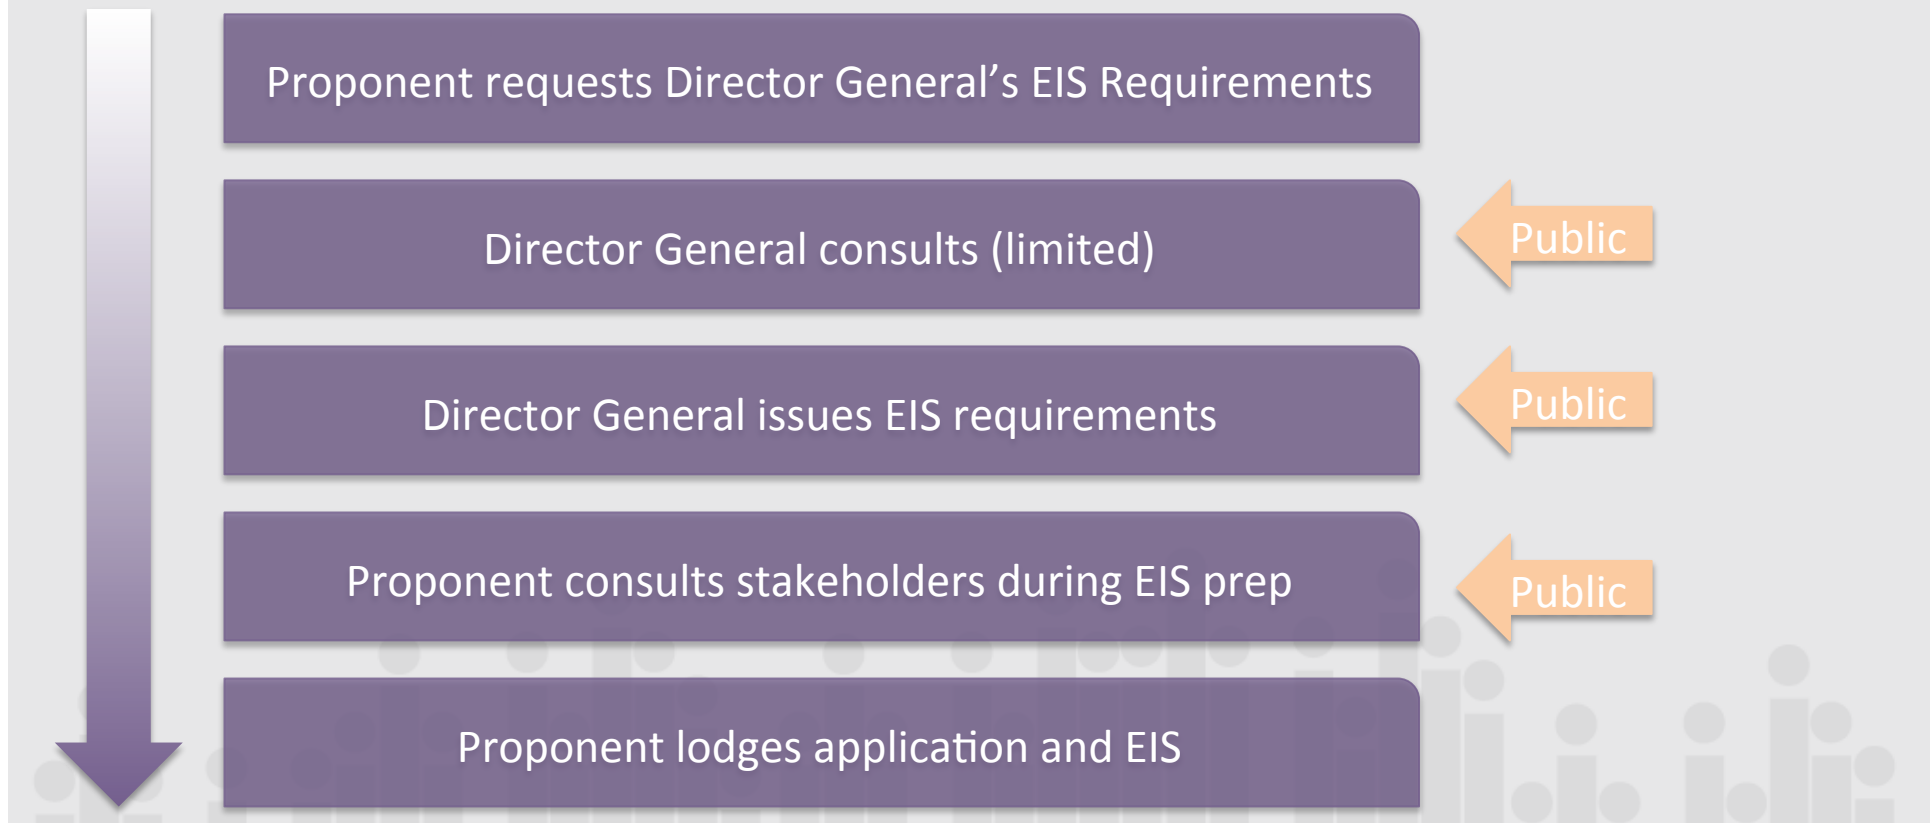 Proponent requests Director General’s EIS Requirements
Director General consults (limited)
Public
Director General issues EIS requirements
Public
Proponent consults stakeholders during EIS prep
Public
Proponent lodges application and EIS